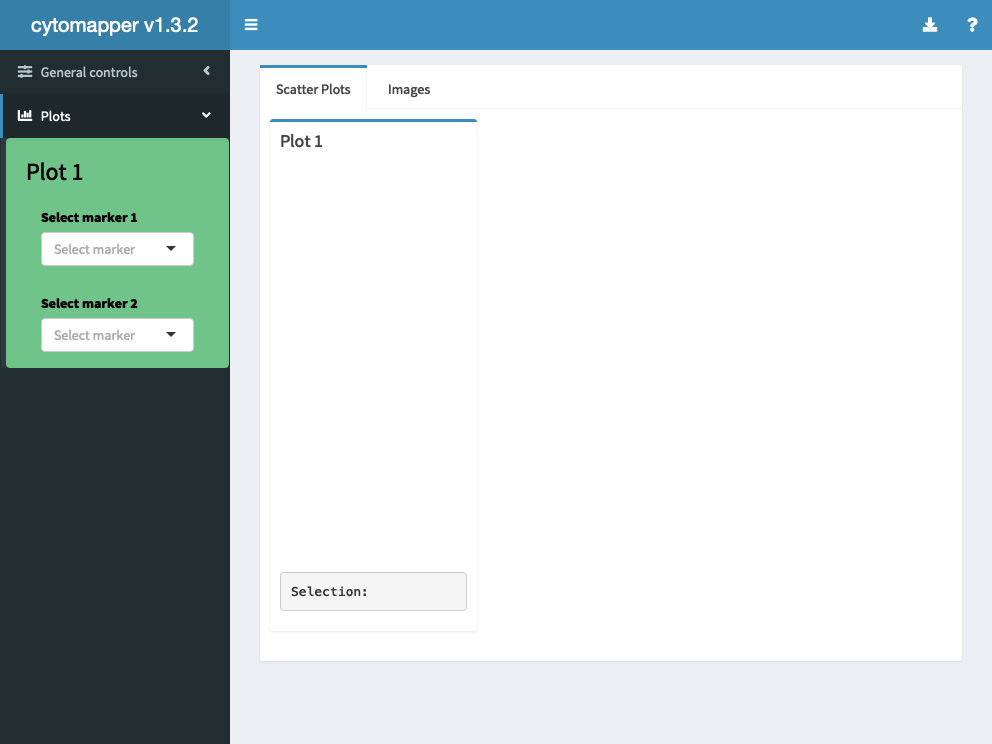 cytomapper v1.3.2
General controls
Plots
Plot 1
Select marker 1
Select marker
Select marker 2
Select marker
Scatter Plots
Images
Plot 1
Selection: